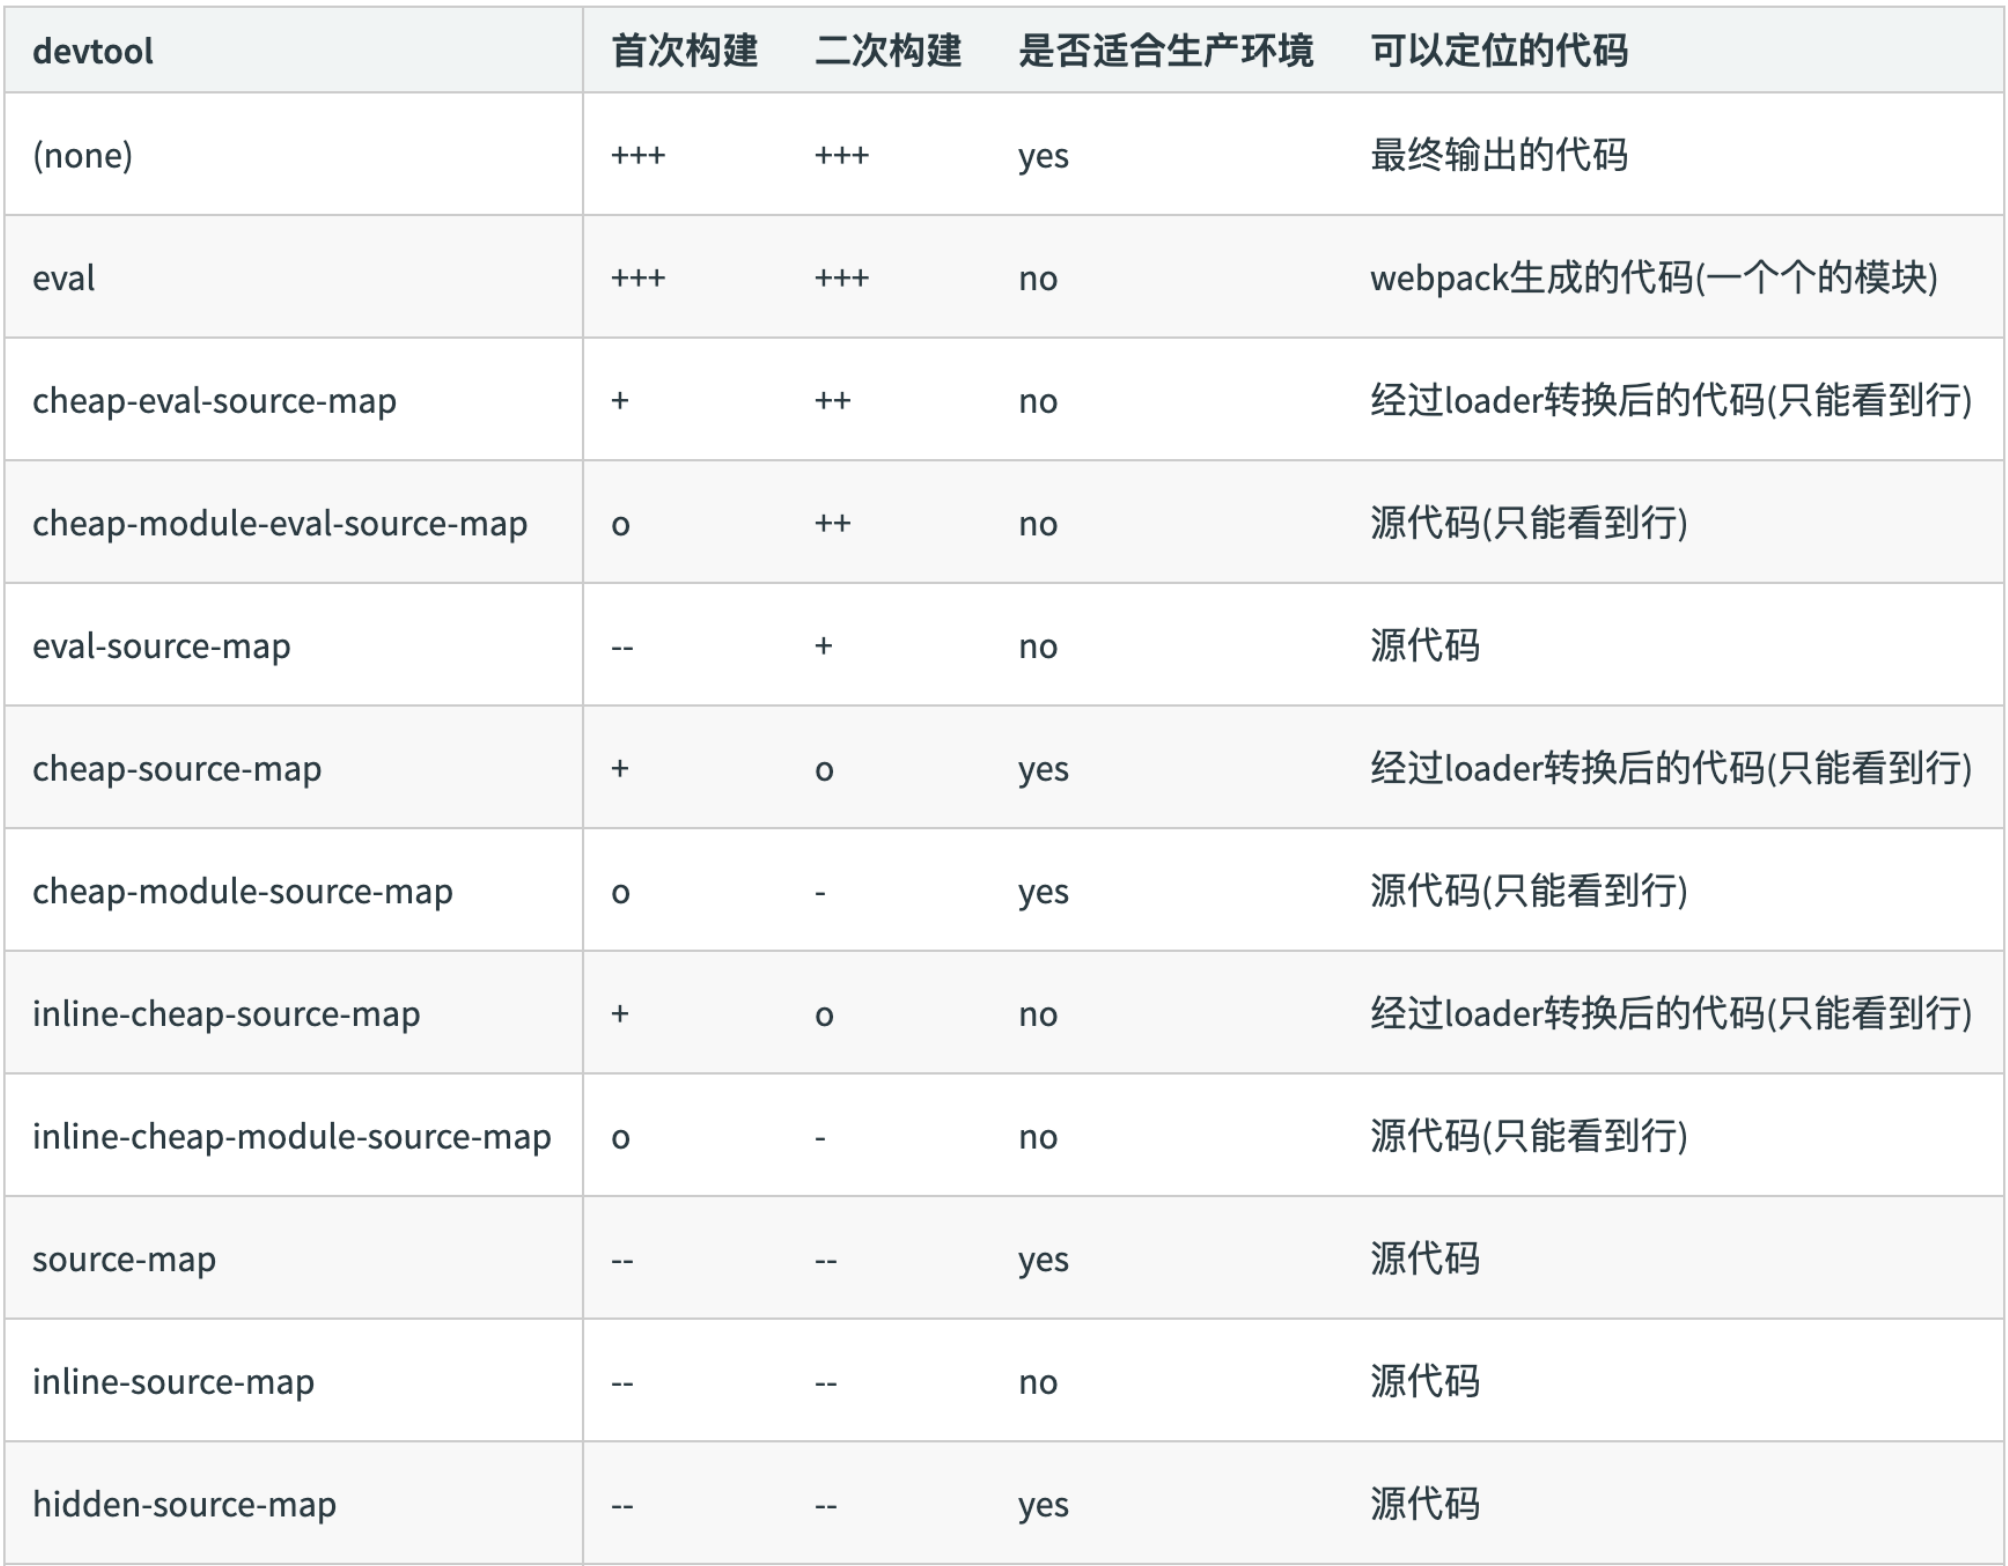 devtool 首次构建 二次构建 是否适合生产环境 可以定位的代码
(none) +++ +++ yes 最终输出的代码
eval +++ +++ no webpack生成的代码(一个个的模块)
cheap-eval-source-map + ++ no 经过loader转换后的代码(只能看到行)
cheap-module-eval-source-map o ++ no 源代码(只能看到行)
eval-source-map -- + no 源代码
cheap-source-map + o yes 经过loader转换后的代码(只能看到行)
cheap-module-source-map o - yes 源代码(只能看到行)
inline-cheap-source-map + o no 经过loader转换后的代码(只能看到行)
inline-cheap-module-source-map o - no 源代码(只能看到行)
source-map -- -- yes 源代码
inline-source-map -- -- no 源代码
hidden-source-map -- -- yes 源代码